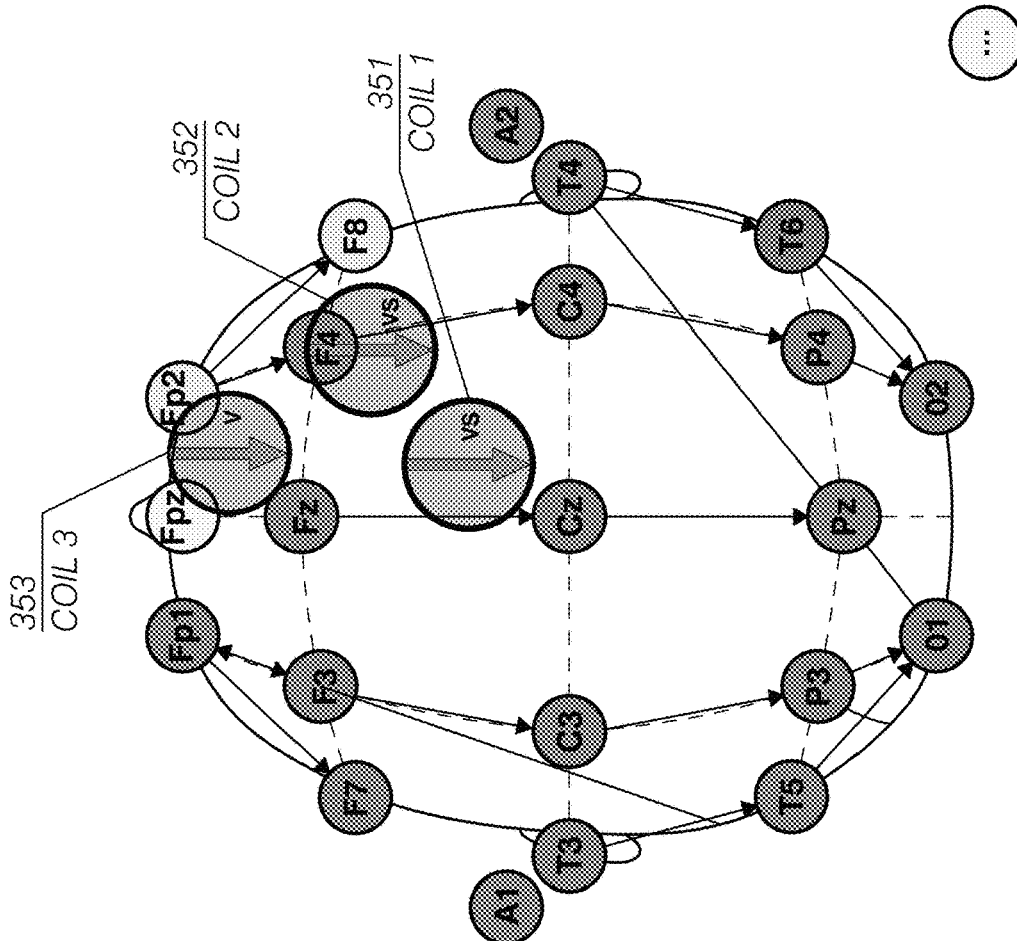 353
COIL 3
352
COIL 2
351
COIL 1
...
Fp1
Fpz
Fp2
V
F7
F3
Fz
F4
F8
VS
VS
A1
T3
C3
Cz
C4
T4
A2
T5
P3
Pz
P4
T6
01
02